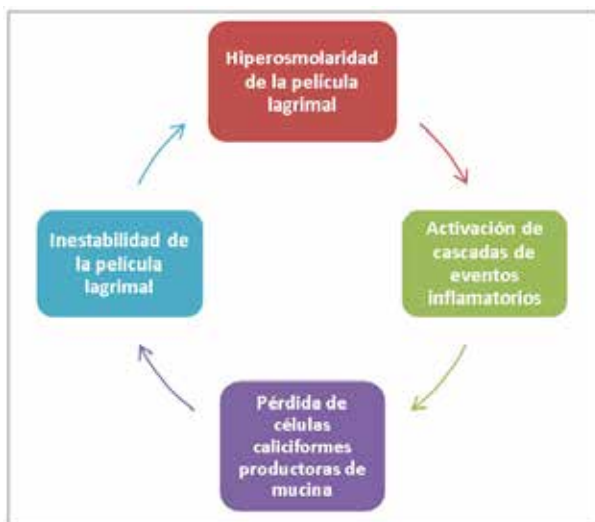 Hiperosmolaridad
de la película
lagrimal
Activación de
cascadas de
eventos
inflamatorios
Pérdida de
células
caliciformes
productoras de
mucina
Inestabilidad de
la película
lagrimal